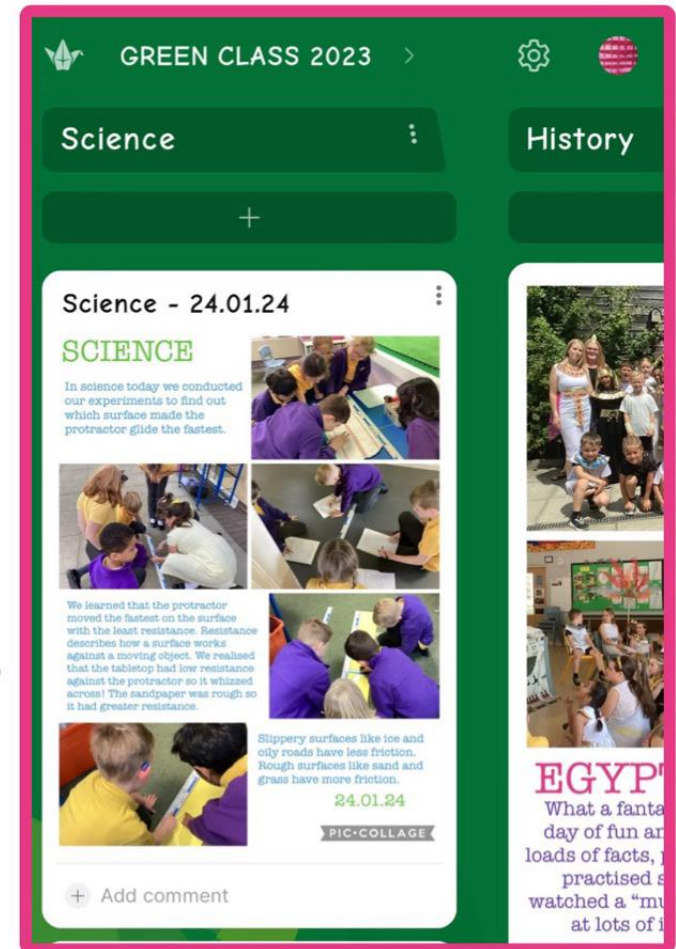 GREEN CLASS 2023
Science
History
Science - 24.01.24
SCIENCE
In science today we conducted
our experiments to find out
which surface made the
protractor glide the fastest.
We learned that the protractor
moved the fastest on the surface
with the least resistance. Resistance
describes how a surface works
against a moving object. We realised
that the tabletop had low resistance
against the protractor so it whizzed
across! The sandpaper was rough so
it had greater resistance.
Slippery surfaces like ice and
oily roads have less friction.
Rough surfaces like sand and
grass have more friction.
24.01.24
PIC•COLLAGE
+ Add comment
EGYPT
What a fanta
day of fun an
loads of facts,
practised s
watched a "mu
at lots of i